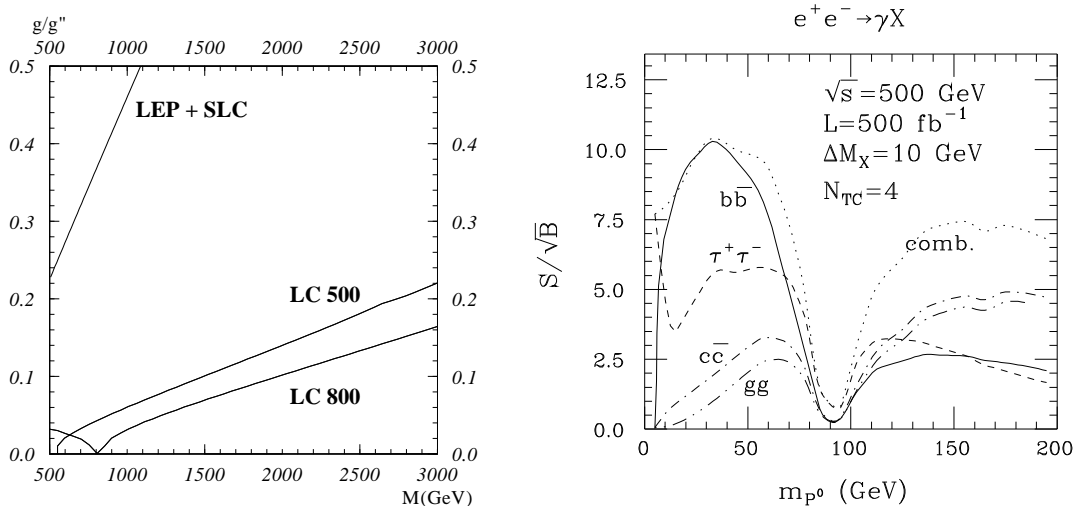 g/g"
500 1000 1500 2000 2500 3000
0.5 0.5
LEP + SLC
0.4 0.4
0.3 0.3
0.2 0.2
LC 500
0.1 0.1
LC 800
0.0 0.0
500 1000 1500 2000 2500 3000
M(GeV)
e⁺e⁻→γX
12.5
√s=500 GeV
L=500 fb⁻¹
ΔM_X=10 GeV
N_TC=4
10.0
bb̄
7.5
comb.
τ⁺τ⁻
S/√B
5.0
cc̄
2.5
gg
0.0
0 50 100 150 200
m_P⁰ (GeV)